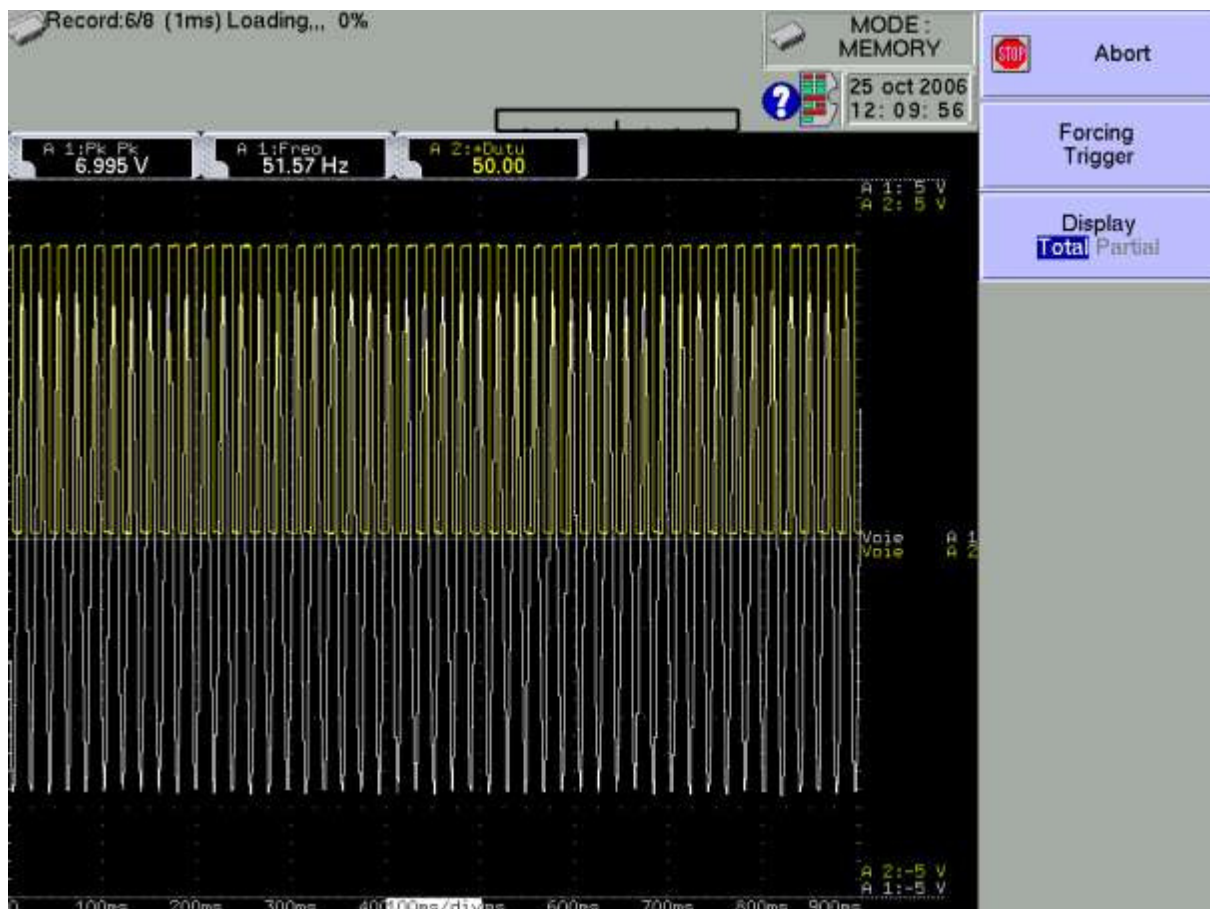 Record:6/8 (1ms) Loading,,, 0%
MODE :
MEMORY
STOP
Abort
25 oct 2006
12: 09: 56
?
Forcing
Trigger
A 1:Pk Pk
6.995 V
A 1:Freq
51.57 Hz
A 2:+Duty
50.00
A 1: 5 V
A 2: 5 V
Display
Total Partial
Voie A 1
Voie A 2
A 2:-5 V
A 1:-5 V
0 100ms 200ms 300ms 100ms/div 600ms 700ms 800ms 900ms